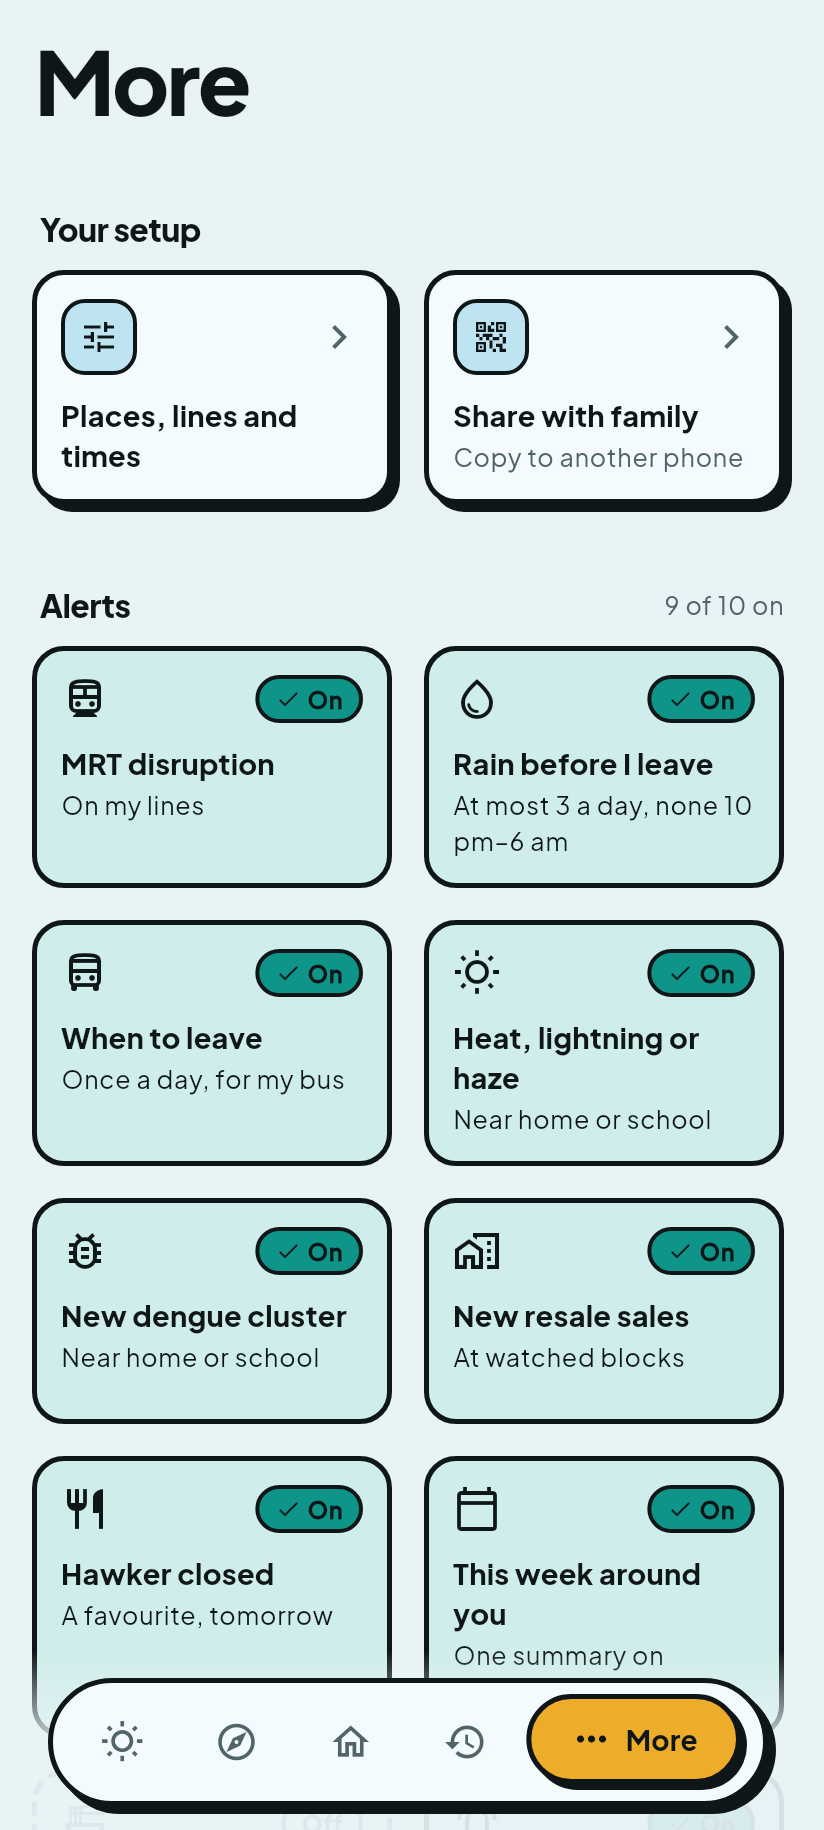 More
Your setup
Places, lines and
times
Share with family
Copy to another phone
Alerts
9 of 10 on
On
MRT disruption
On my lines
On
Rain before I leave
At most 3 a day, none 10
pm–6 am
On
When to leave
Once a day, for my bus
On
Heat, lightning or
haze
Near home or school
On
New dengue cluster
Near home or school
On
New resale sales
At watched blocks
On
Hawker closed
A favourite, tomorrow
On
This week around
you
One summary on
More
Off
On